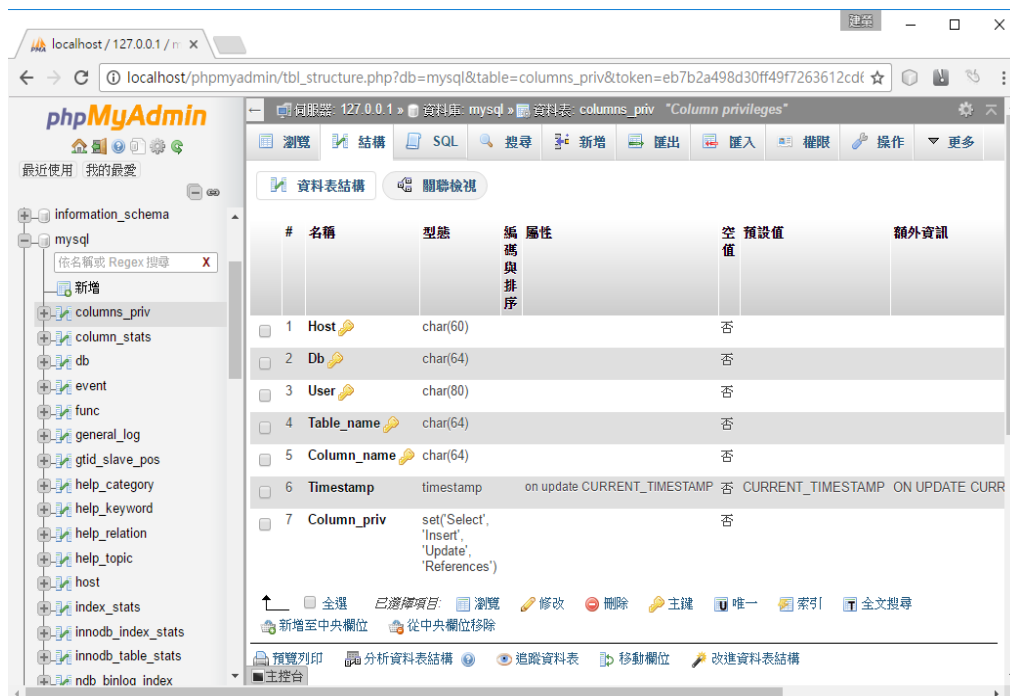 建蒼
localhost / 127.0.0.1 / m
localhost/phpmyadmin/tbl_structure.php?db=mysql&table=columns_priv&token=eb7b2a498d30ff49f7263612cd6
phpMyAdmin
最近使用 我的最愛
information_schema
mysql
依名稱或 Regex 搜尋 X
新增
columns_priv
column_stats
db
event
func
general_log
gtid_slave_pos
help_category
help_keyword
help_relation
help_topic
host
index_stats
innodb_index_stats
innodb_table_stats
ndb_binlog_index
伺服器: 127.0.0.1 » 資料庫: mysql » 資料表: columns_priv "Column privileges"
瀏覽 結構 SQL 搜尋 新增 匯出 匯入 權限 操作 更多
資料表結構 關聯檢視
# 名稱 型態 編碼與排序 屬性 空值 預設值 額外資訊
1 Host char(60) 否
2 Db char(64) 否
3 User char(80) 否
4 Table_name char(64) 否
5 Column_name char(64) 否
6 Timestamp timestamp on update CURRENT_TIMESTAMP 否 CURRENT_TIMESTAMP ON UPDATE CURR
7 Column_priv set('Select', 否
'Insert',
'Update',
'References')
全選 已選擇項目: 瀏覽 修改 刪除 主鍵 唯一 索引 全文搜尋
新增至中央欄位 從中央欄位移除
預覽列印 分析資料表結構 追蹤資料表 移動欄位 改進資料表結構
主控台